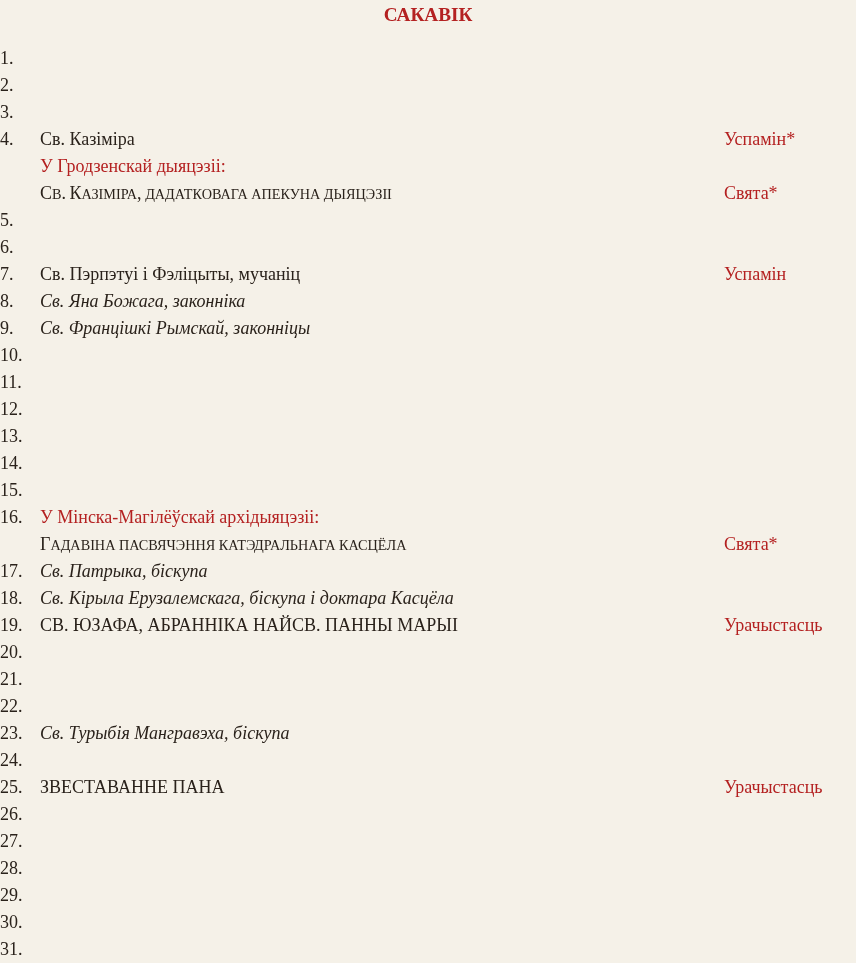 САКАВІК
1.
2.
3.
4. Св. Казіміра Успамін*
У Гродзенскай дыяцэзіі:
Св. Казіміра, дадатковага апекуна дыяцэзіі Свята*
5.
6.
7. Св. Пэрпэтуі і Фэліцыты, мучаніц Успамін
8. Св. Яна Божага, законніка
9. Св. Францішкі Рымскай, законніцы
10.
11.
12.
13.
14.
15.
16. У Мінска-Магілёўскай архідыяцэзіі:
Гадавіна пасвячэння катэдральнага касцёла Свята*
17. Св. Патрыка, біскупа
18. Св. Кірыла Ерузалемскага, біскупа і доктара Касцёла
19. СВ. ЮЗАФА, АБРАННІКА НАЙСВ. ПАННЫ МАРЫІ Урачыстасць
20.
21.
22.
23. Св. Турыбія Мангравэха, біскупа
24.
25. ЗВЕСТАВАННЕ ПАНА Урачыстасць
26.
27.
28.
29.
30.
31.